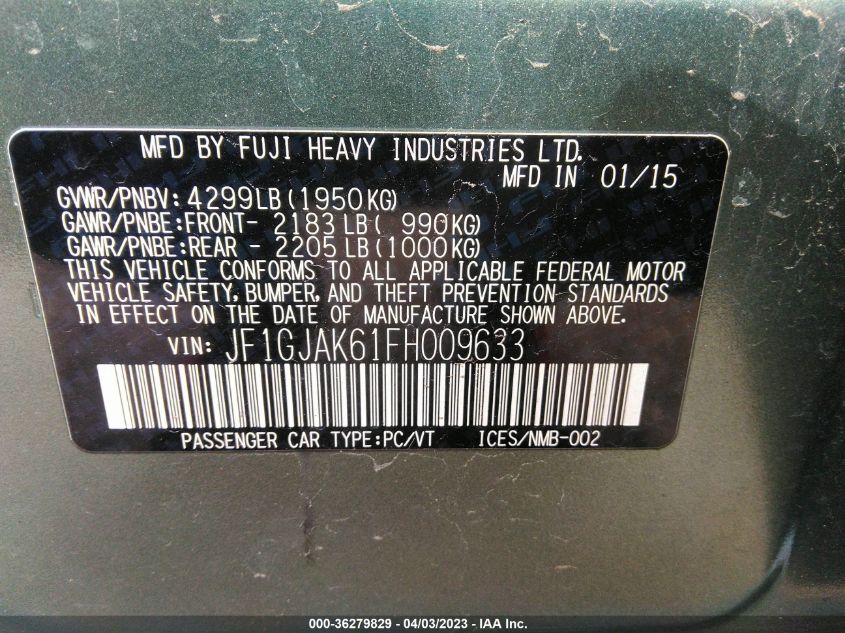 MFD BY FUJI HEAVY INDUSTRIES LTD.
MFD IN 01/15
GVWR/PNBV: 4299LB (1950KG)
GAWR/PNBE:FRONT- 2183 LB ( 990KG)
GAWR/PNBE:REAR - 2205 LB (1000KG)
THIS VEHICLE CONFORMS TO ALL APPLICABLE FEDERAL MOTOR
VEHICLE SAFETY, BUMPER, AND THEFT PREVENTION STANDARDS
IN EFFECT ON THE DATE OF MANUFACTURE SHOWN ABOVE.
VIN: JF1GJAK61FH009633
PASSENGER CAR TYPE:PC/VT ICES/NMB-002
000-36279829 - 04/03/2023 - IAA Inc.